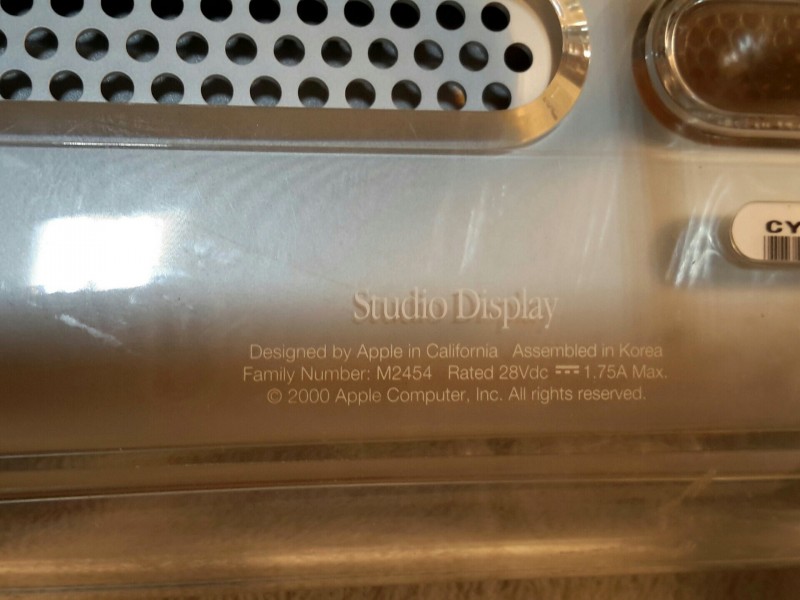 CY
Studio Display
Designed by Apple in California Assembled in Korea
Family Number: M2454 Rated 28Vdc ⎓ 1.75A Max.
© 2000 Apple Computer, Inc. All rights reserved.